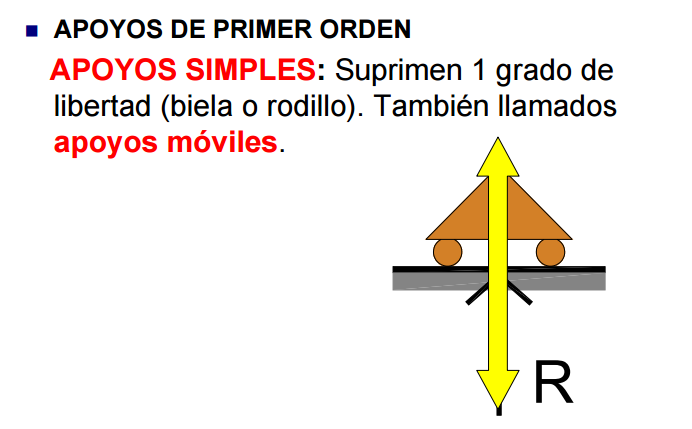 APOYOS DE PRIMER ORDEN
APOYOS SIMPLES: Suprimen 1 grado de
libertad (biela o rodillo). También llamados
apoyos móviles.
R